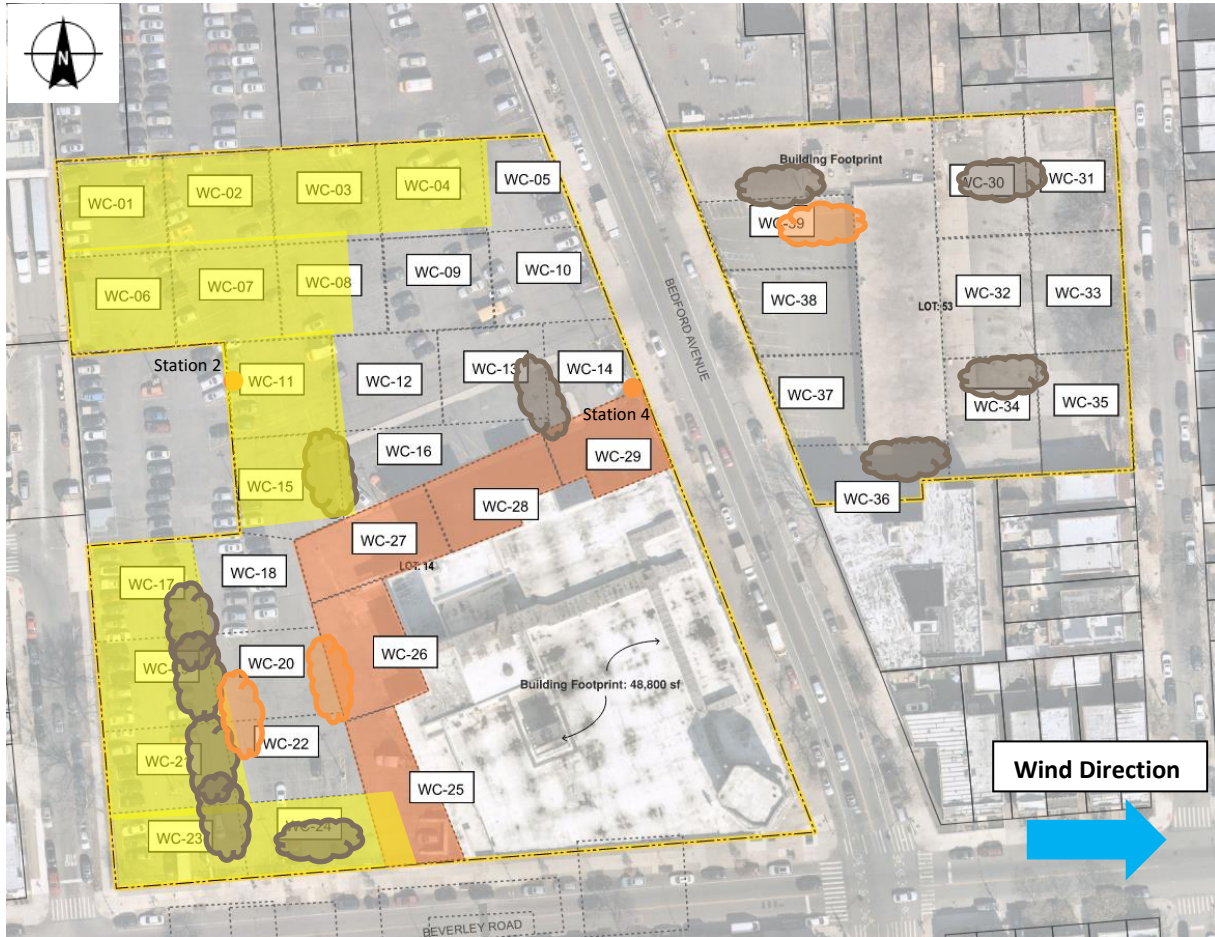 N
Building Footprint
WC-01
WC-02
WC-03
WC-04
WC-05
WC-30
WC-31
WC-39
WC-06
WC-07
WC-08
WC-09
WC-10
WC-38
LOT: 53
WC-32
WC-33
BEDFORD AVENUE
Station 2
WC-11
WC-12
WC-13
WC-14
Station 4
WC-37
WC-34
WC-35
WC-15
WC-16
WC-29
WC-36
WC-28
WC-27
LOT: 14
WC-17
WC-18
WC-20
WC-26
Building Footprint: 48,800 sf
WC-22
WC-25
WC-23
WC-24
Wind Direction
BEVERLEY ROAD